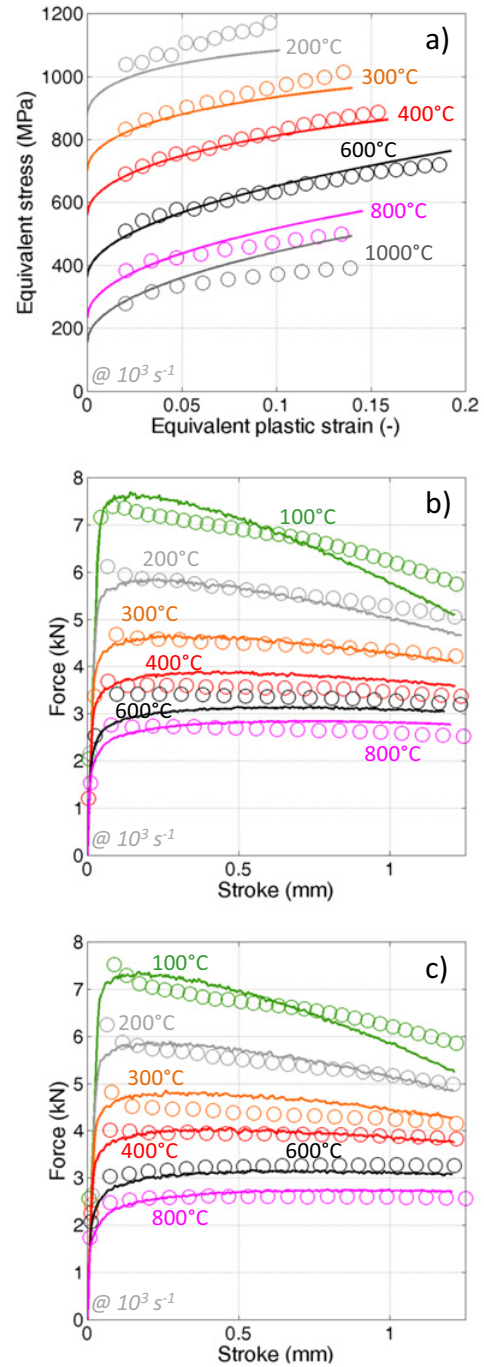 a)
1200
1000
800
600
400
200
0
Equivalent stress (MPa)
200°C
300°C
400°C
600°C
800°C
1000°C
@ 10³ s⁻¹
0 0.05 0.1 0.15 0.2
Equivalent plastic strain (-)
b)
8
7
6
5
4
3
2
1
0
Force (kN)
100°C
200°C
300°C
400°C
600°C
800°C
@ 10³ s⁻¹
0 0.5 1
Stroke (mm)
c)
8
7
6
5
4
3
2
1
0
Force (kN)
100°C
200°C
300°C
400°C 600°C
800°C
@ 10³ s⁻¹
0 0.5 1
Stroke (mm)